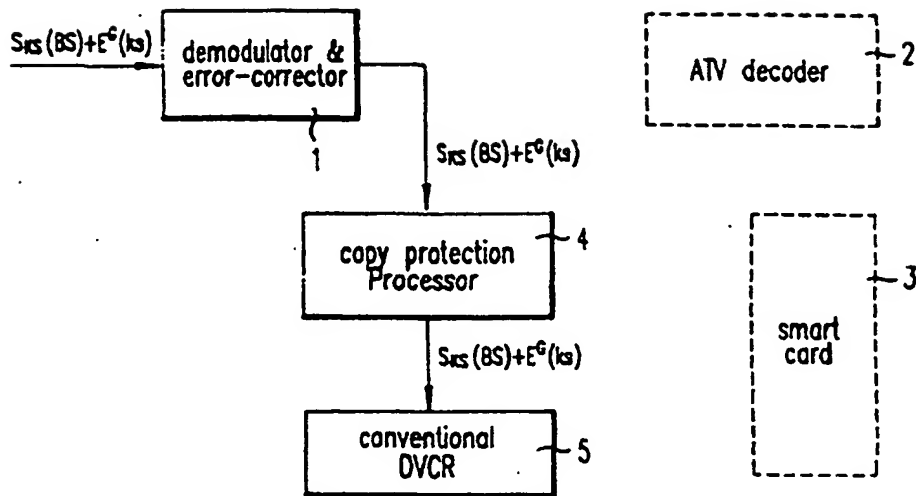 S_KS(BS)+E^G(ks)
demodulator &
error-corrector
1
ATV decoder
2
S_KS(BS)+E^G(ks)
copy protection
Processor
4
smart
card
3
S_KS(BS)+E^G(ks)
conventional
DVCR
5